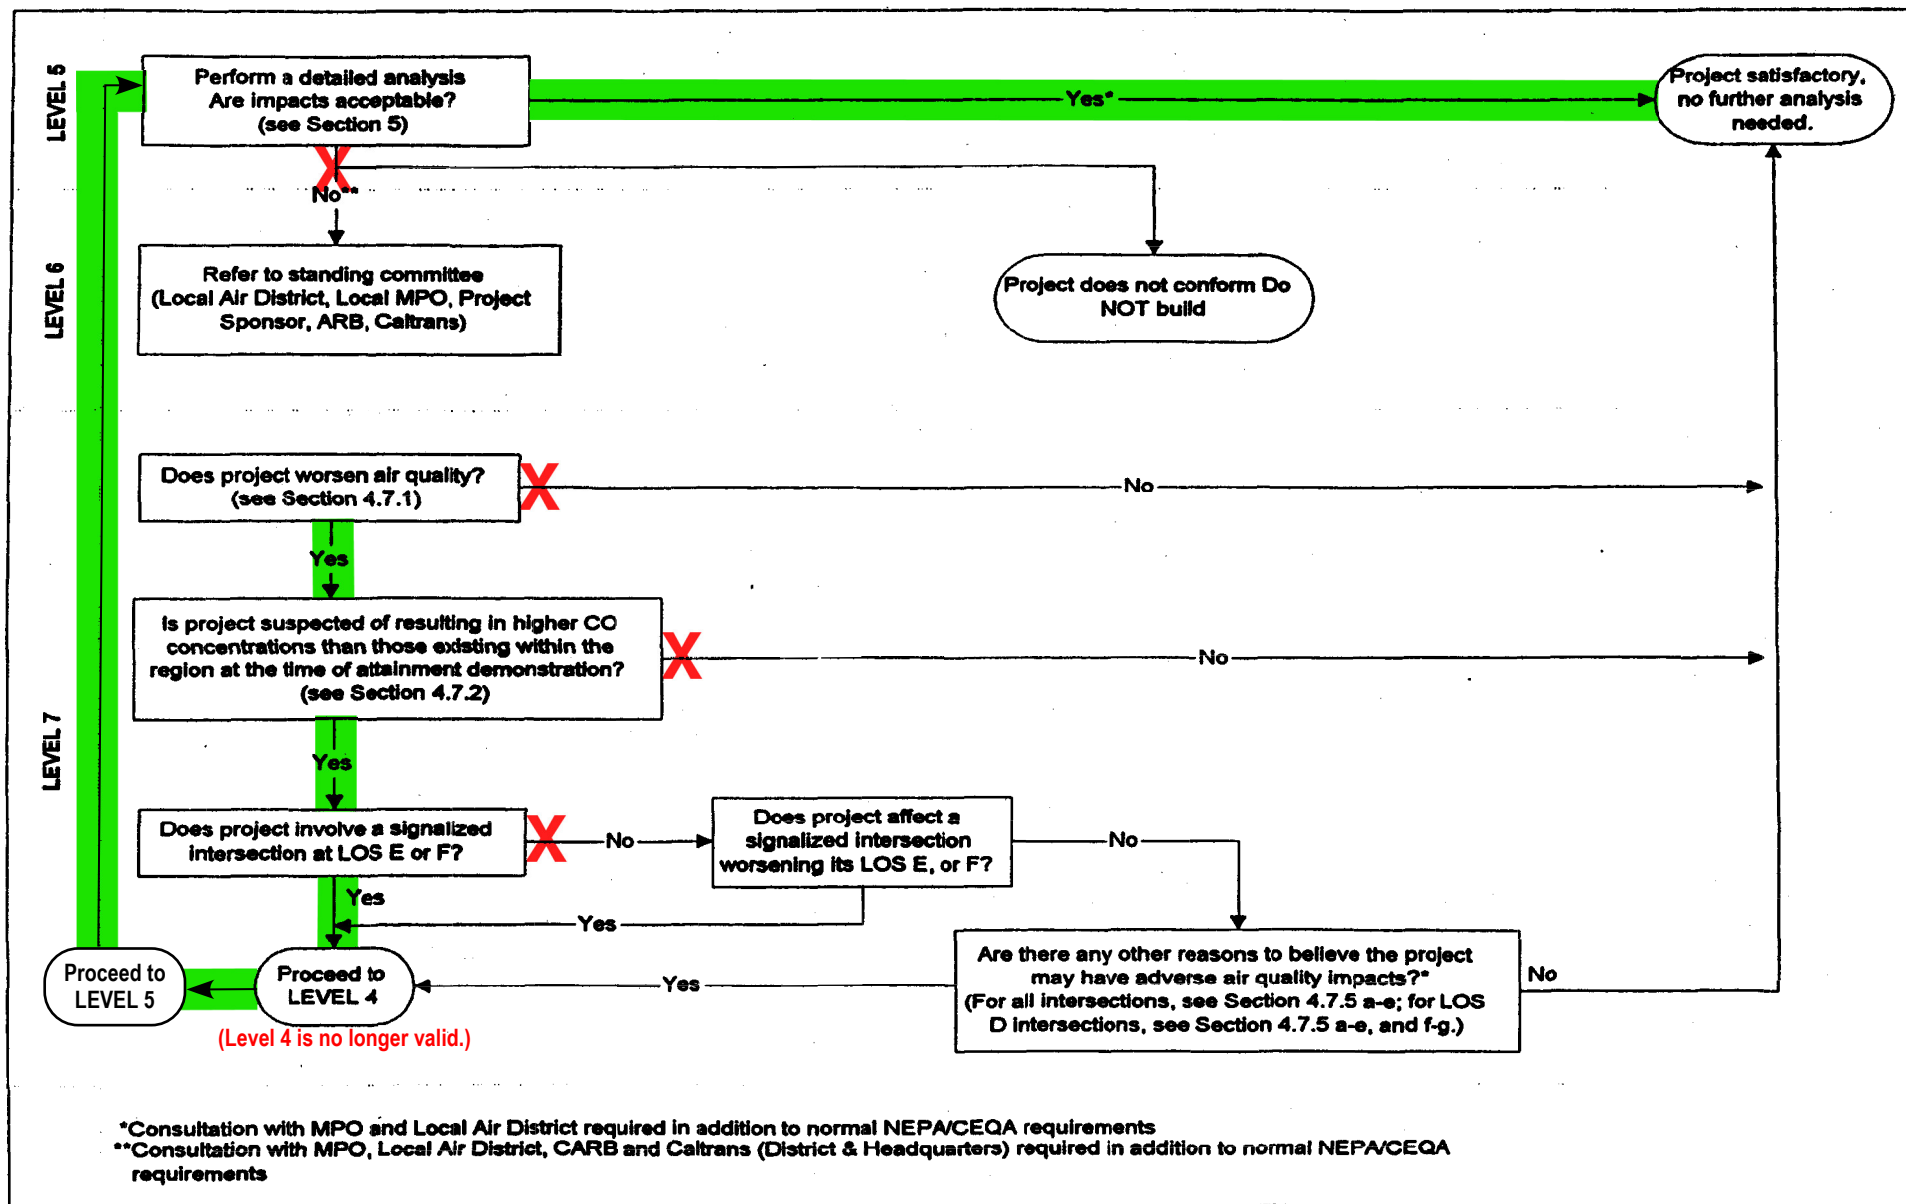 LEVEL 5
Perform a detailed analysis
Are impacts acceptable?
(see Section 5)
Yes*
Project satisfactory,
no further analysis
needed.
X
No**
LEVEL 6
Refer to standing committee
(Local Air District, Local MPO, Project
Sponsor, ARB, Caltrans)
Project does not conform Do
NOT build
LEVEL 7
Does project worsen air quality?
(see Section 4.7.1)
X
No
Yes
Is project suspected of resulting in higher CO
concentrations than those existing within the
region at the time of attainment demonstration?
(see Section 4.7.2)
X
No
Yes
Does project involve a signalized
intersection at LOS E or F?
X
No
Does project affect a
signalized intersection
worsening its LOS E, or F?
No
Yes
Yes
Are there any other reasons to believe the project
may have adverse air quality impacts?*
(For all intersections, see Section 4.7.5 a-e; for LOS
D intersections, see Section 4.7.5 a-e, and f-g.)
No
Yes
Proceed to
LEVEL 4
Proceed to
LEVEL 5
(Level 4 is no longer valid.)
*Consultation with MPO and Local Air District required in addition to normal NEPA/CEQA requirements
**Consultation with MPO, Local Air District, CARB and Caltrans (District & Headquarters) required in addition to normal NEPA/CEQA
requirements